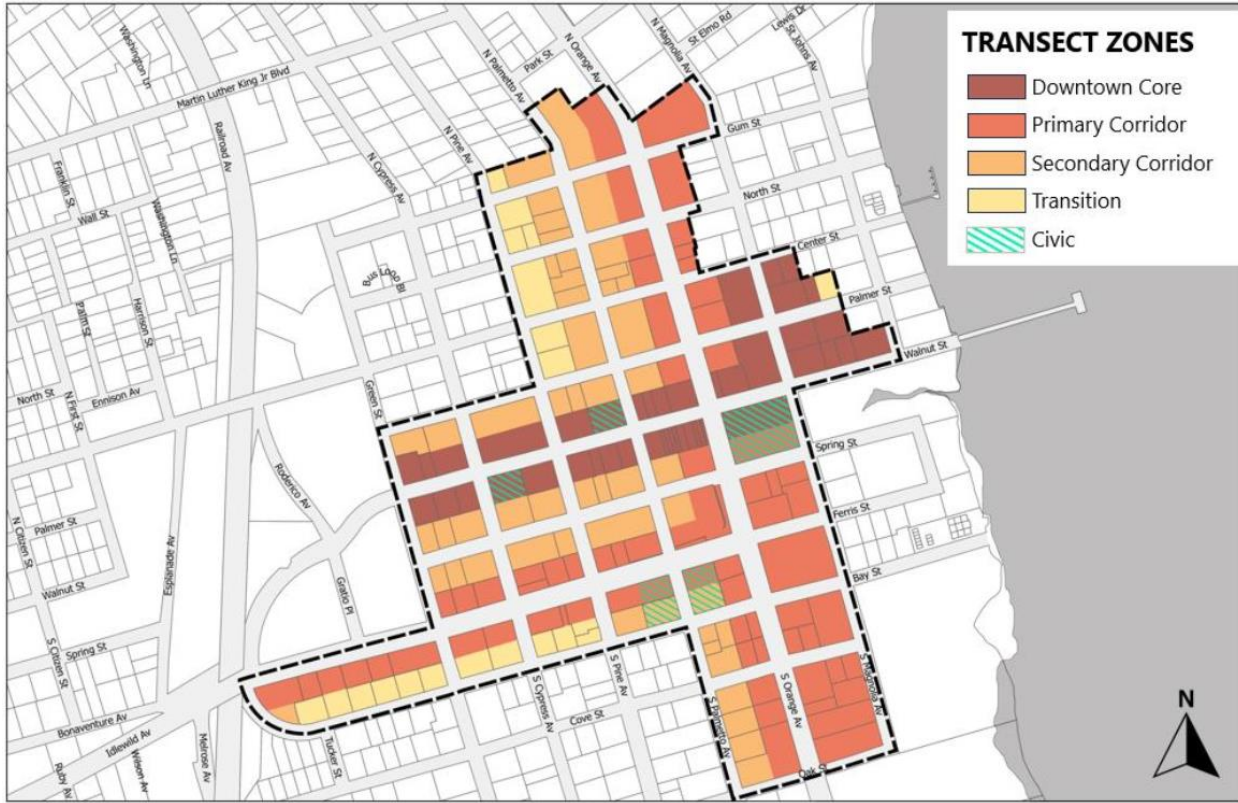 TRANSECT ZONES
Downtown Core
Primary Corridor
Secondary Corridor
Transition
Civic
Washington Ln
Martin Luther King Jr Blvd
N Palmetto Av
Park St
N Orange Av
N Magnolia Av
St Elmo Rd
Lewis Dr
St Johns Av
Railroad Av
N Pine Av
N Cypress Av
Gum St
Franklin St
Wall St
Washington Ln
North St
Center St
Bus Loop Bl
Palm St
Harrison St
Palmer St
Walnut St
North St
N First St
Ennison Av
Green St
Roderico Av
Spring St
N Citizen St
Palmer St
Esplanade Av
Ferris St
Walnut St
Gratio Pl
Bay St
S Citizen St
Spring St
S Cypress Av
S Pine Av
S Palmetto Av
S Orange Av
S Magnolia Av
Bonaventure Av
Idlewild Av
Cove St
Ruby Av
Wilson Av
Melrose Av
Tucker St
Oak St
N